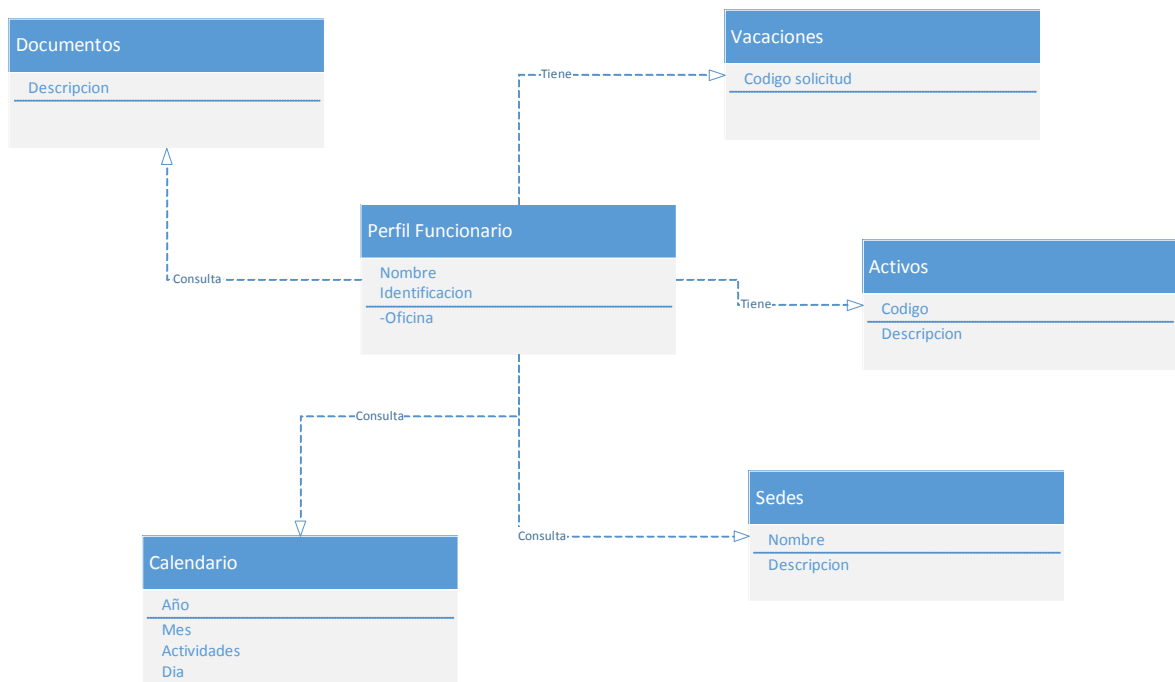 Documentos
Descripcion
Vacaciones
Codigo solicitud
Tiene
Perfil Funcionario
Nombre
Identificacion
-Oficina
Consulta
Tiene
Activos
Codigo
Descripcion
Consulta
Consulta
Sedes
Nombre
Descripcion
Calendario
Año
Mes
Actividades
Dia